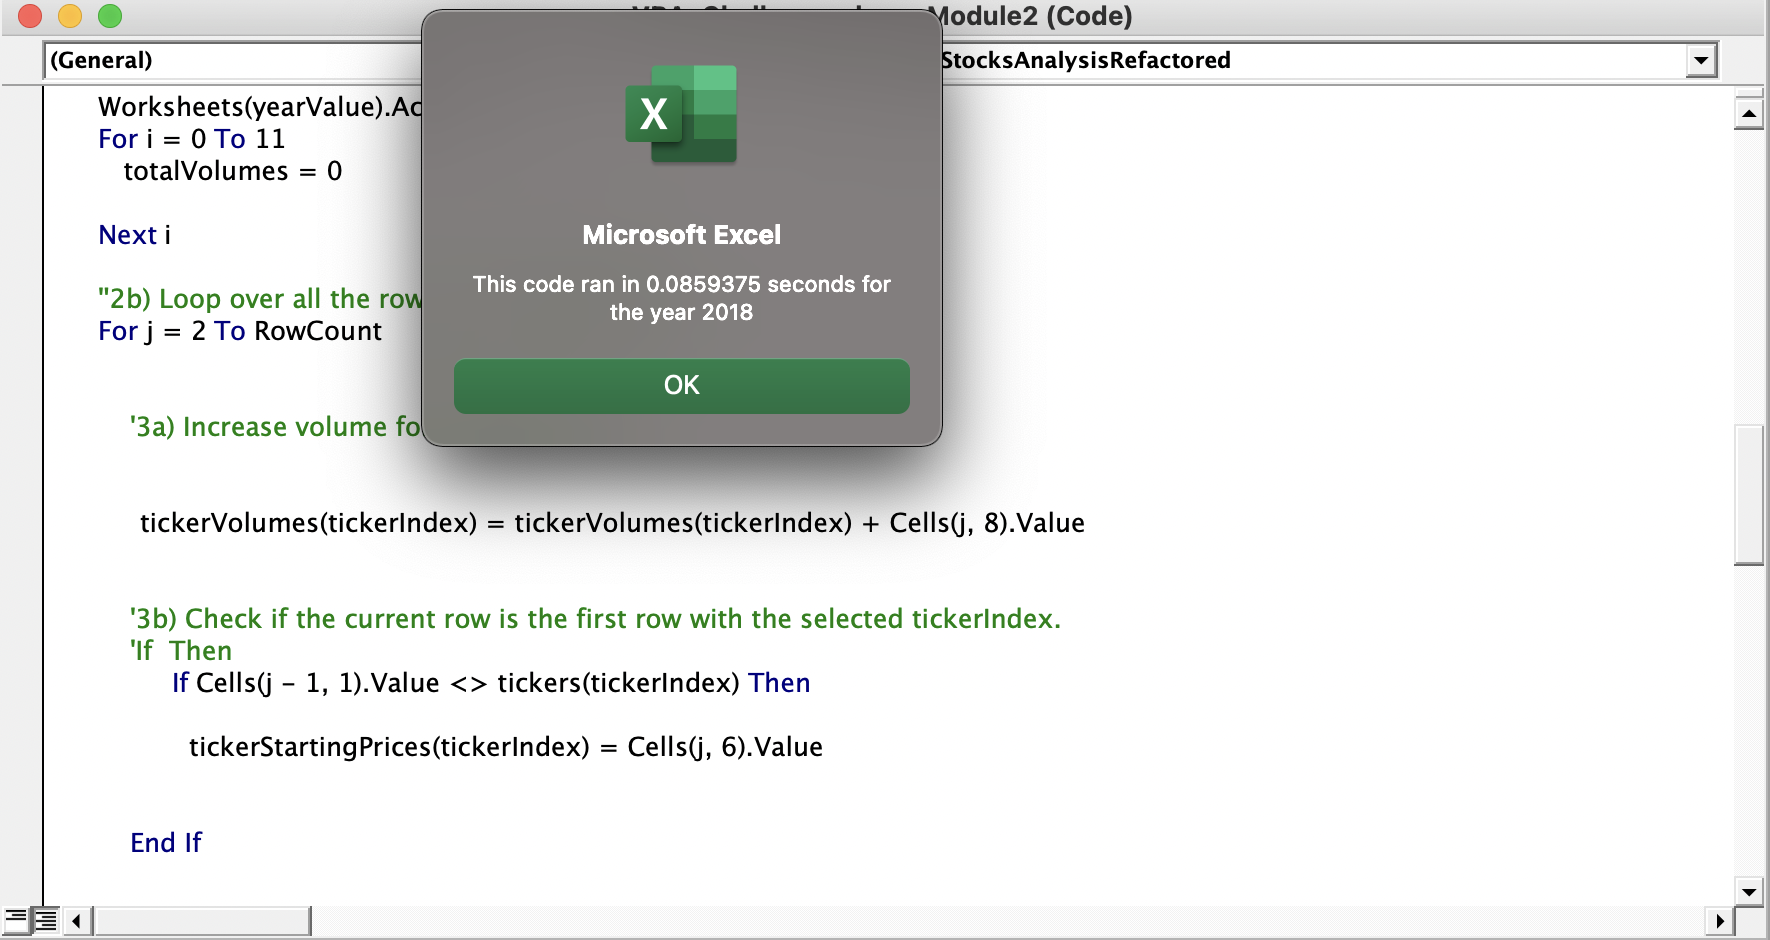 Module2 (Code)
(General)
StocksAnalysisRefactored
Worksheets(yearValue).Ac
For i = 0 To 11
totalVolumes = 0
Next i
"2b) Loop over all the row
For j = 2 To RowCount
'3a) Increase volume fo
tickerVolumes(tickerIndex) = tickerVolumes(tickerIndex) + Cells(j, 8).Value
'3b) Check if the current row is the first row with the selected tickerIndex.
'If  Then
If Cells(j - 1, 1).Value <> tickers(tickerIndex) Then
tickerStartingPrices(tickerIndex) = Cells(j, 6).Value
End If
X
Microsoft Excel
This code ran in 0.0859375 seconds for
the year 2018
OK